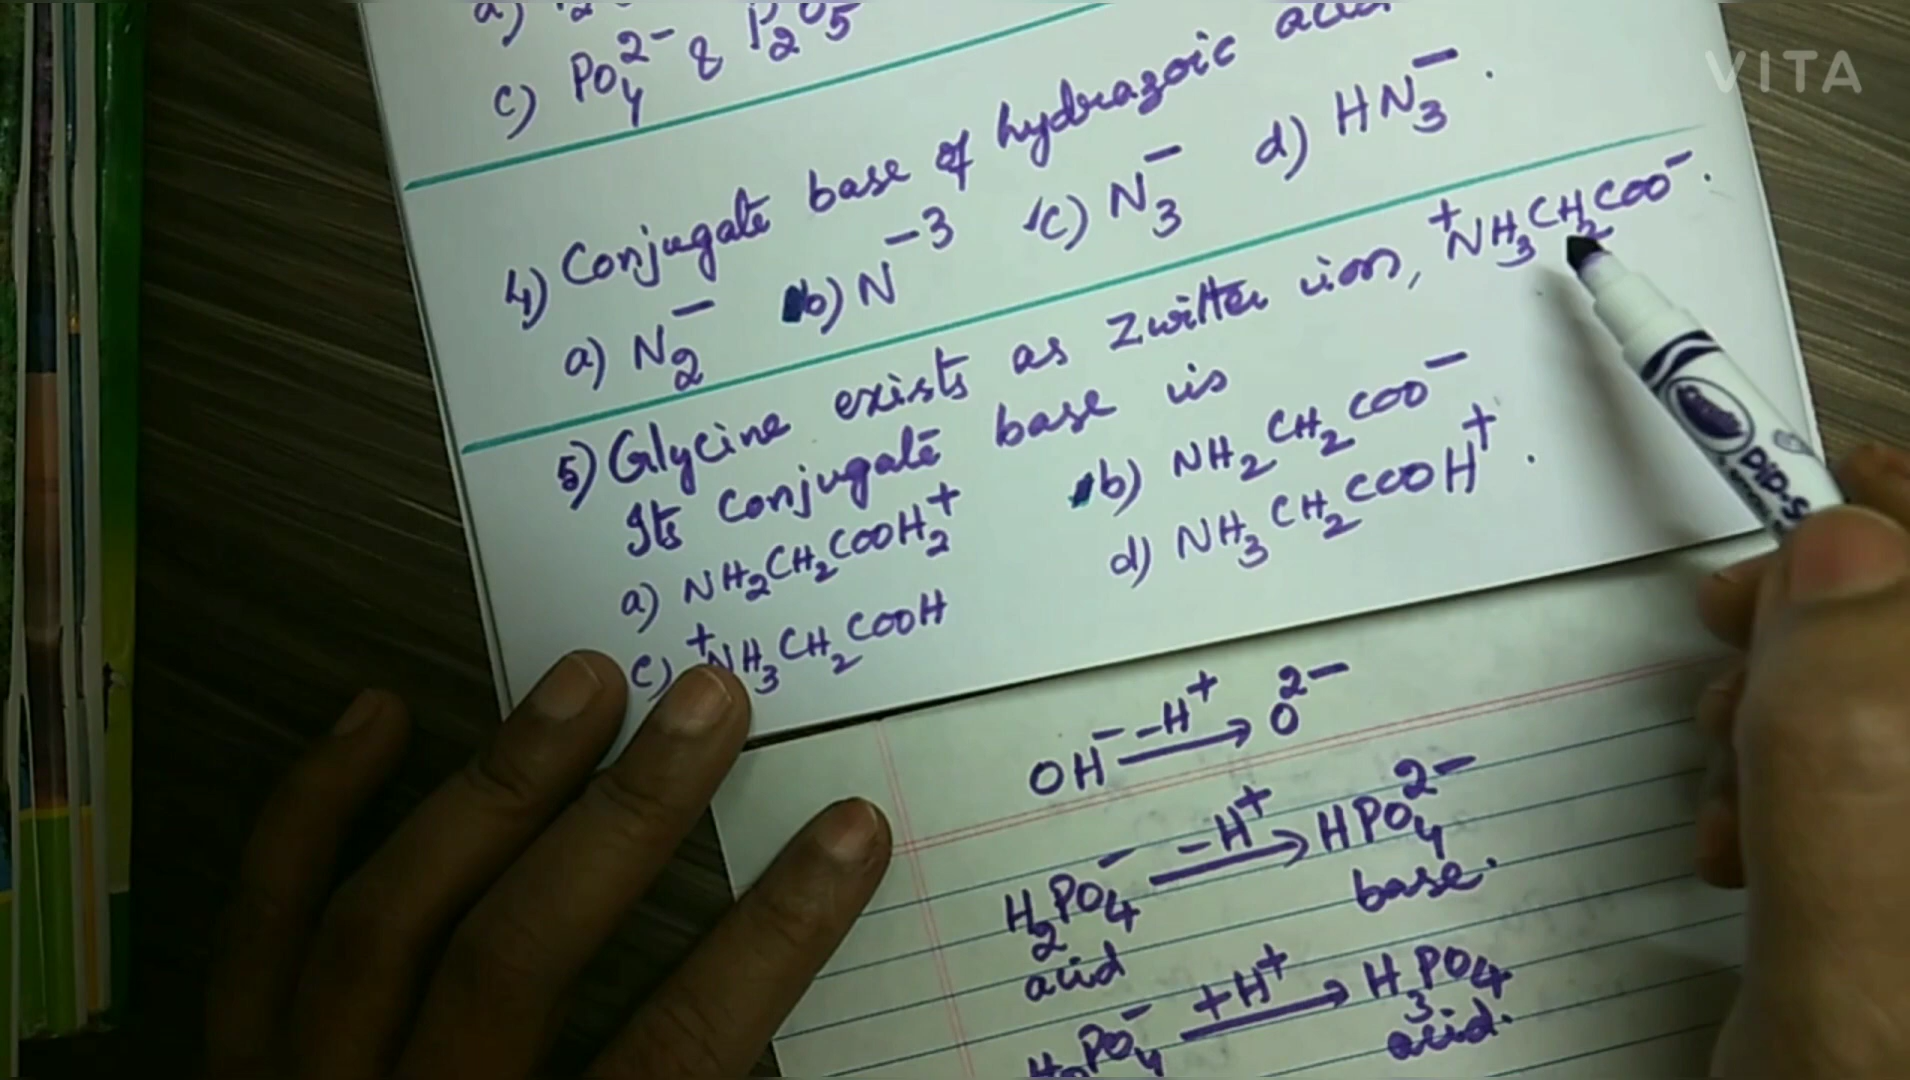 a)
c) PO₄²⁻ & P₂O₅
VITA
4) Conjugate base of hydrazoic acid
a) N₂⁻ b) N⁻³ c) N₃⁻ d) HN₃⁻.
5) Glycine exists as Zwitter ion, ⁺NH₃CH₂COO⁻.
Its conjugate base is
a) NH₂CH₂COOH₂⁺ b) NH₂CH₂COO⁻
c) ⁺NH₃CH₂COOH d) NH₃CH₂COOH⁺.
OH⁻ -H⁺→ O²⁻
H₂PO₄⁻ -H⁺→ HPO₄²⁻
acid base.
H₂PO₄⁻ +H⁺→ H₃PO₄
acid.
DIP-S